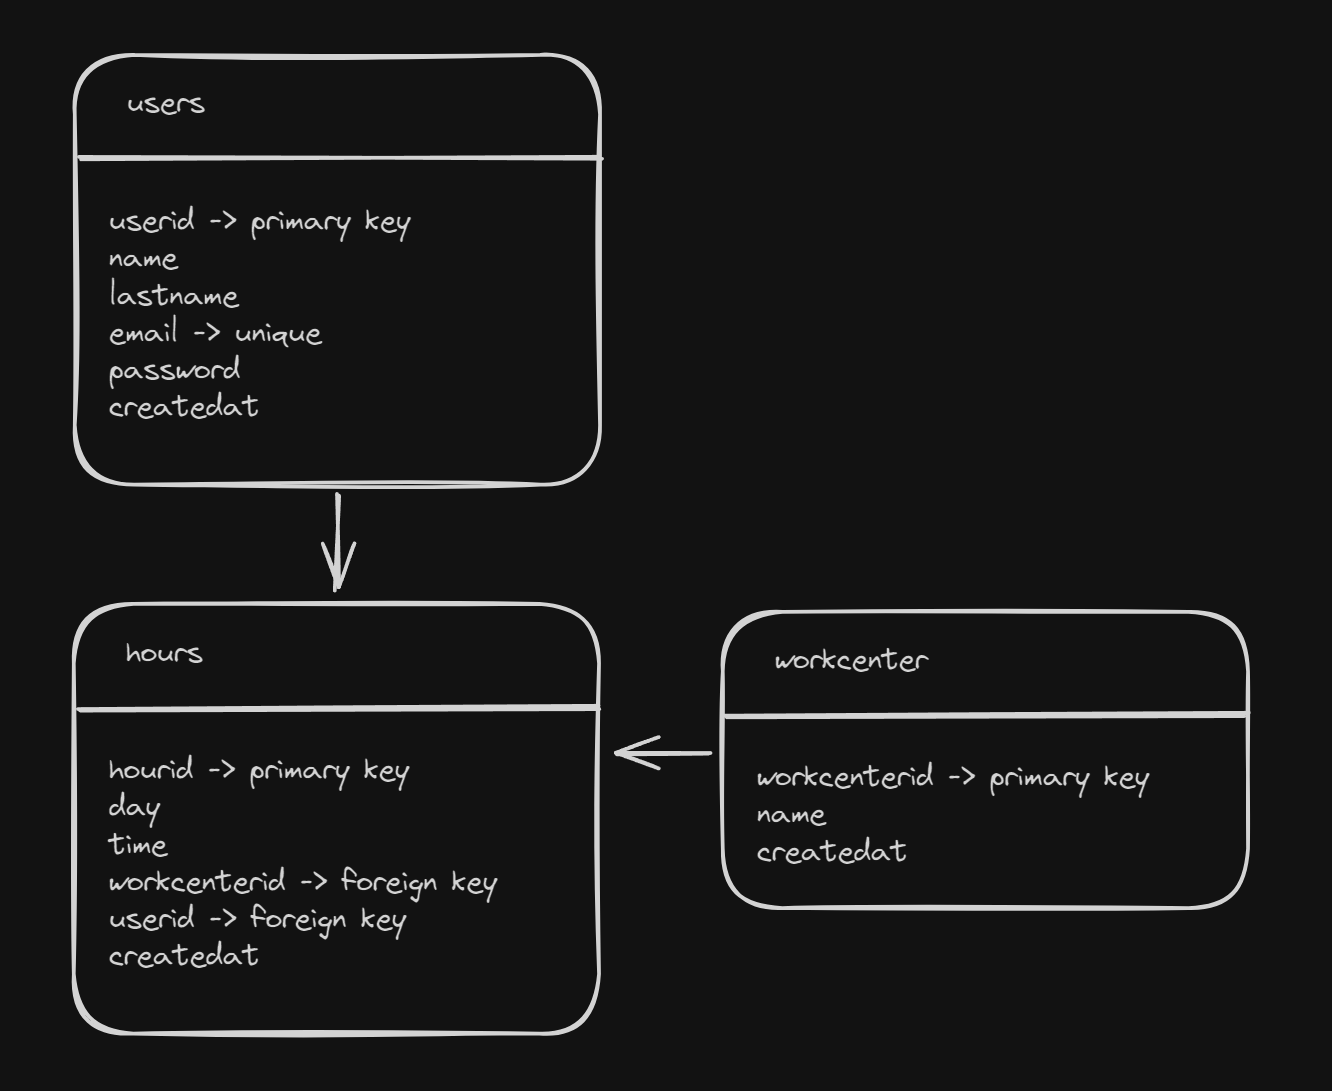 users
userid -> primary key
name
lastname
email -> unique
password
createdat
hours
hourid -> primary key
day
time
workcenterid -> foreign key
userid -> foreign key
createdat
workcenter
workcenterid -> primary key
name
createdat